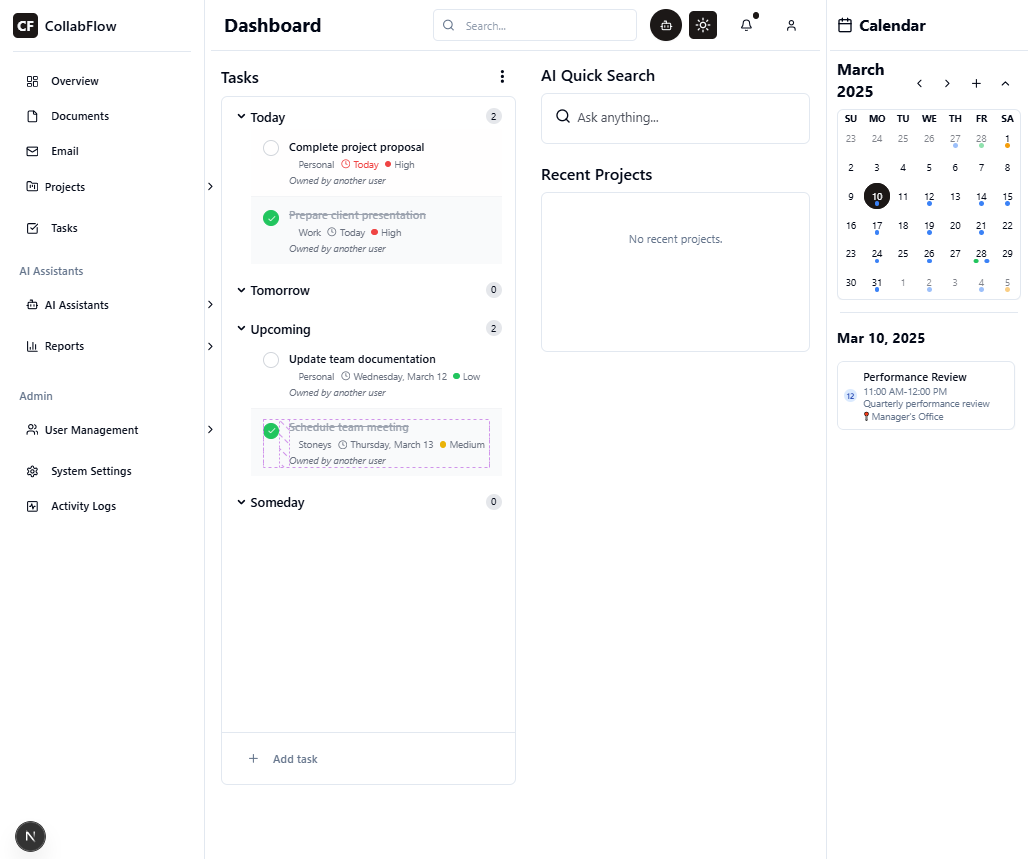 CF CollabFlow
Overview
Documents
Email
Projects
Tasks
AI Assistants
AI Assistants
Reports
Admin
User Management
System Settings
Activity Logs
N
Dashboard
Search...
Tasks
Today 2
Complete project proposal
Personal Today High
Owned by another user
Prepare client presentation
Work Today High
Owned by another user
Tomorrow 0
Upcoming 2
Update team documentation
Personal Wednesday, March 12 Low
Owned by another user
Schedule team meeting
Stoneys Thursday, March 13 Medium
Owned by another user
Someday 0
+ Add task
AI Quick Search
Ask anything...
Recent Projects
No recent projects.
Calendar
March
2025
SU MO TU WE TH FR SA
23 24 25 26 27 28 1
2 3 4 5 6 7 8
9 10 11 12 13 14 15
16 17 18 19 20 21 22
23 24 25 26 27 28 29
30 31 1 2 3 4 5
Mar 10, 2025
Performance Review
12 11:00 AM-12:00 PM
Quarterly performance review
Manager's Office